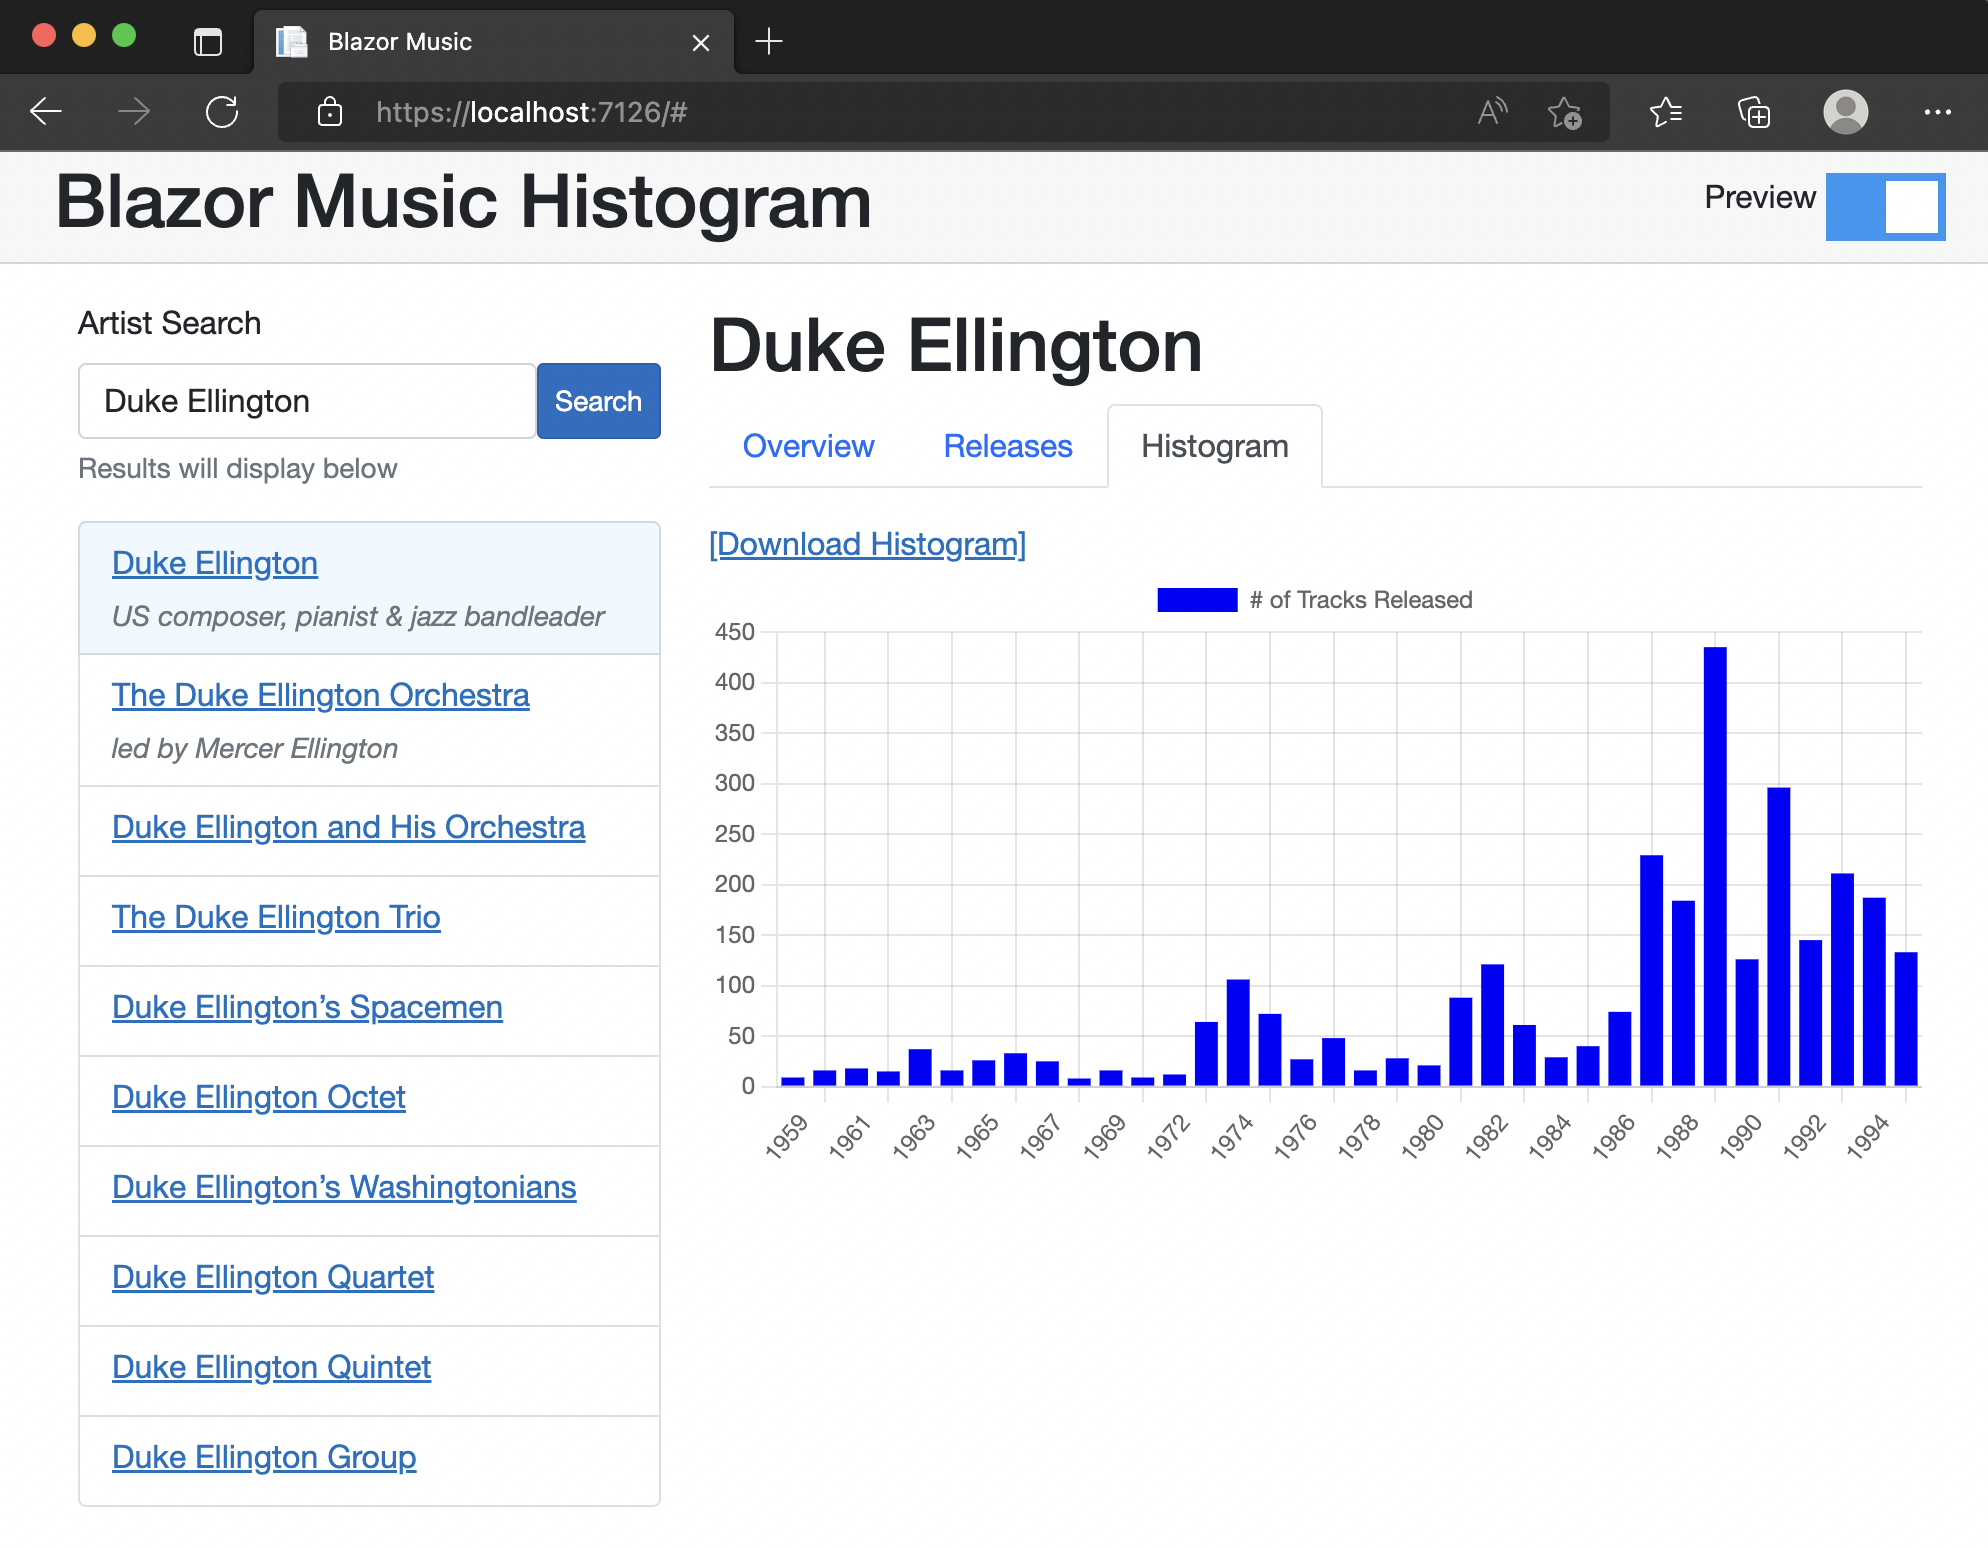 Blazor Music
https://localhost:7126/#
Blazor Music Histogram
Preview
Artist Search
Duke Ellington
Search
Results will display below
Duke Ellington
US composer, pianist & jazz bandleader
The Duke Ellington Orchestra
led by Mercer Ellington
Duke Ellington and His Orchestra
The Duke Ellington Trio
Duke Ellington’s Spacemen
Duke Ellington Octet
Duke Ellington’s Washingtonians
Duke Ellington Quartet
Duke Ellington Quintet
Duke Ellington Group
Duke Ellington
Overview Releases Histogram
[Download Histogram]
# of Tracks Released
450
400
350
300
250
200
150
100
50
0
1959 1961 1963 1965 1967 1969 1972 1974 1976 1978 1980 1982 1984 1986 1988 1990 1992 1994